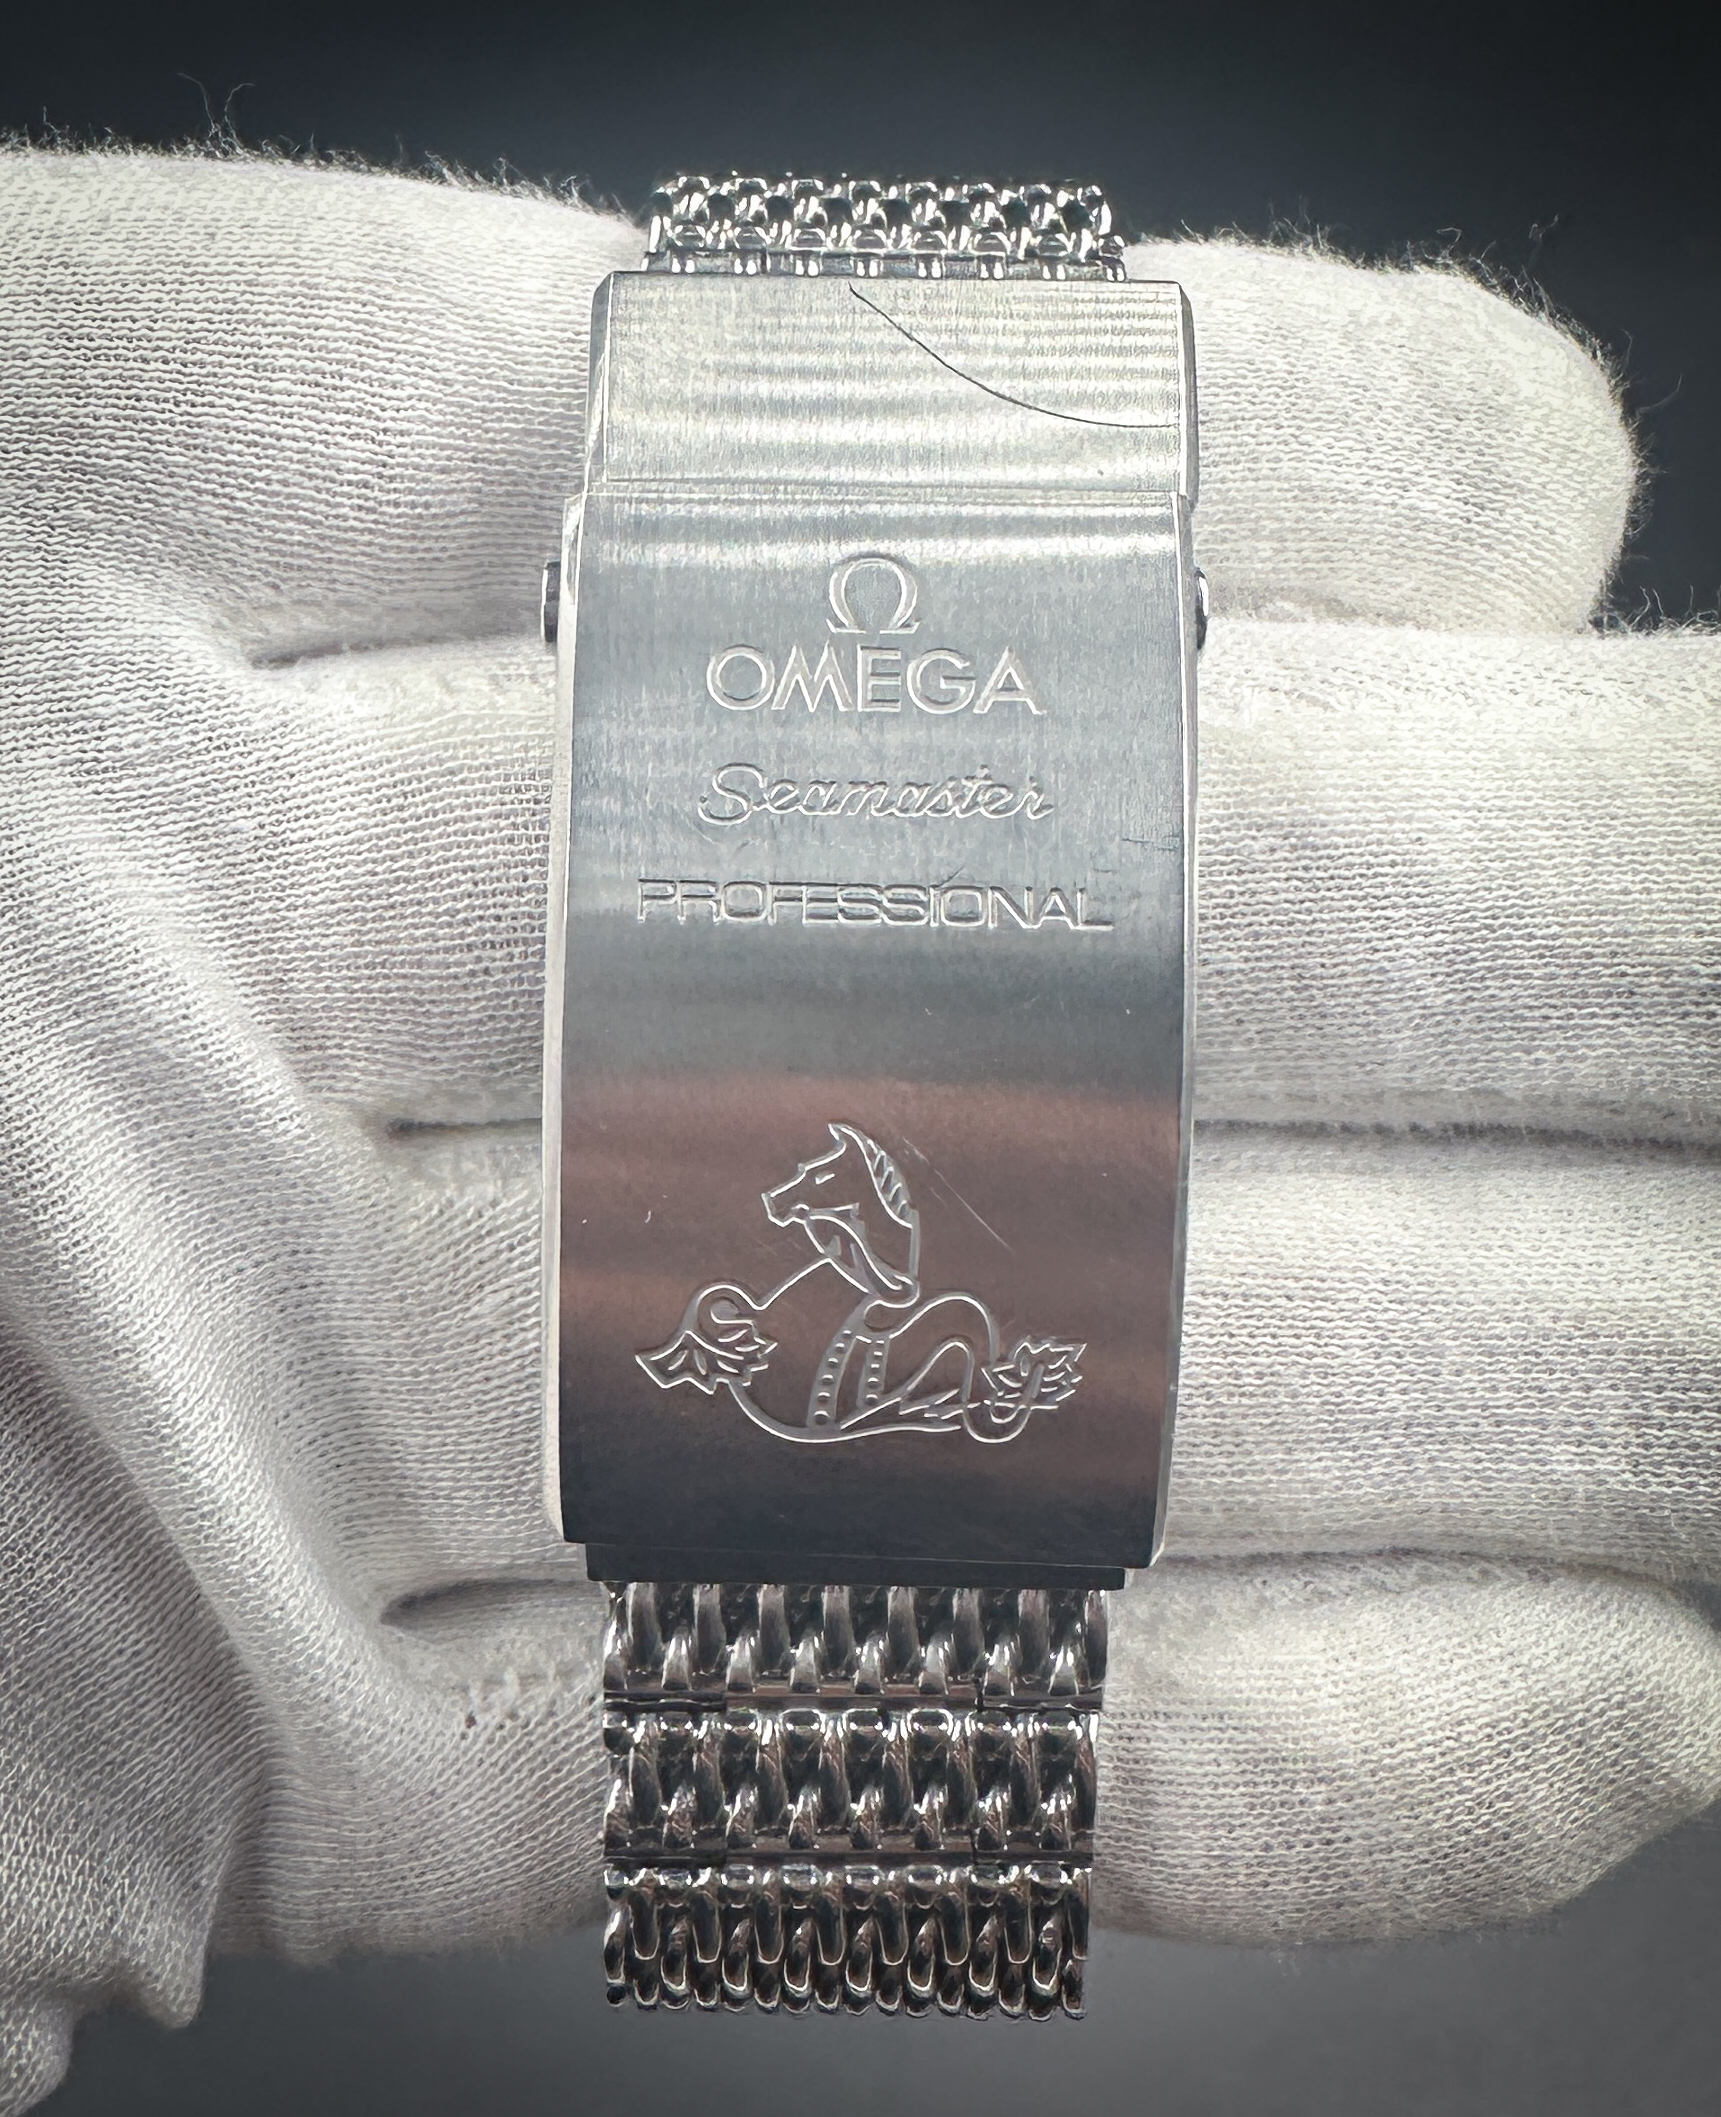 Ω
OMEGA
Seamaster
PROFESSIONAL